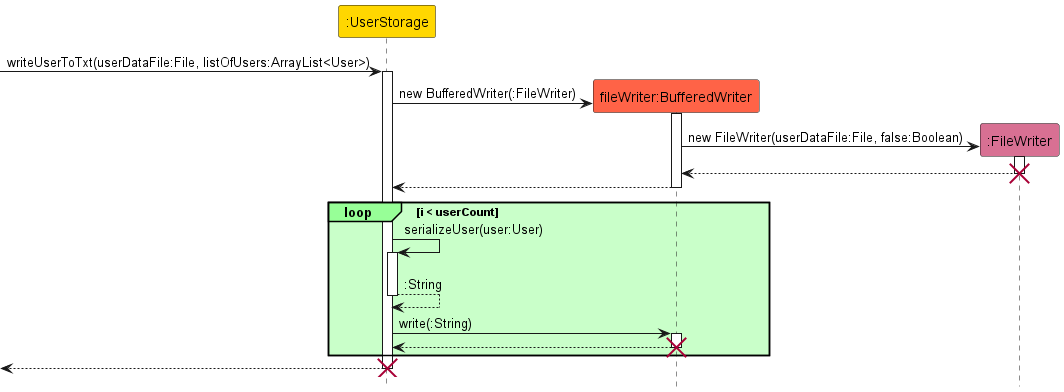 :UserStorage
writeUserToTxt(userDataFile:File, listOfUsers:ArrayList<User>)
new BufferedWriter(:FileWriter)
fileWriter:BufferedWriter
new FileWriter(userDataFile:File, false:Boolean)
:FileWriter
loop [i < userCount]
serializeUser(user:User)
:String
write(:String)